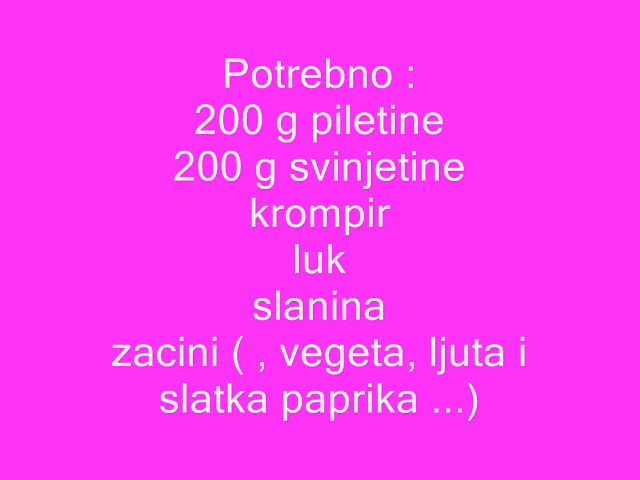 Potrebno :
200 g piletine
200 g svinjetine
krompir
luk
slanina
zacini ( , vegeta, ljuta i
slatka paprika ...)